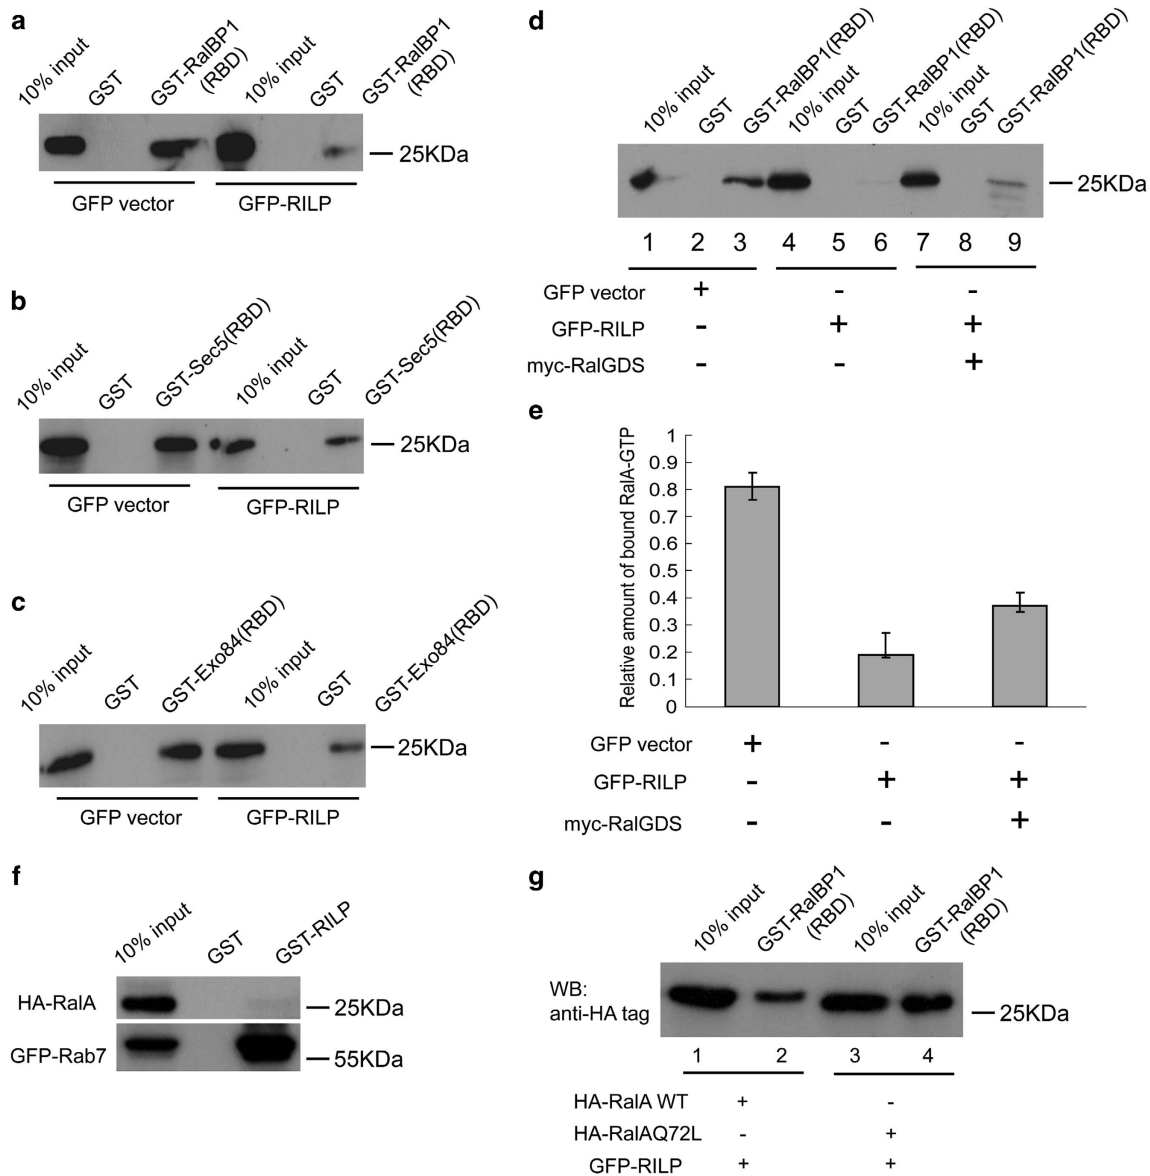 a
10% input
GST
GST-RalBP1
(RBD)
10% input
GST
GST-RalBP1
(RBD)
25KDa
GFP vector
GFP-RILP
b
10% input
GST
GST-Sec5(RBD)
10% input
GST
GST-Sec5(RBD)
25KDa
GFP vector
GFP-RILP
c
10% input
GST
GST-Exo84(RBD)
10% input
GST
GST-Exo84(RBD)
25KDa
GFP vector
GFP-RILP
d
10% input
GST
GST-RalBP1(RBD)
10% input
GST
GST-RalBP1(RBD)
10% input
GST
GST-RalBP1(RBD)
25KDa
1 2 3 4 5 6 7 8 9
GFP vector + - -
GFP-RILP - + +
myc-RalGDS - - +
e
Relative amount of bound RalA-GTP
1
0.9
0.8
0.7
0.6
0.5
0.4
0.3
0.2
0.1
0
GFP vector + - -
GFP-RILP - + +
myc-RalGDS - - +
f
10% input
GST
GST-RILP
HA-RalA
25KDa
GFP-Rab7
55KDa
g
10% input
GST-RalBP1
(RBD)
10% input
GST-RalBP1
(RBD)
WB:
anti-HA tag
25KDa
1 2 3 4
HA-RalA WT + -
HA-RalAQ72L - +
GFP-RILP + +